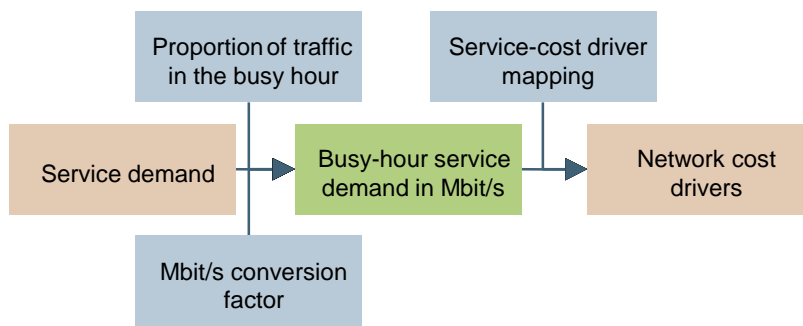 Proportion of traffic
in the busy hour
Service-cost driver
mapping
Service demand
Busy-hour service
demand in Mbit/s
Network cost
drivers
Mbit/s conversion
factor